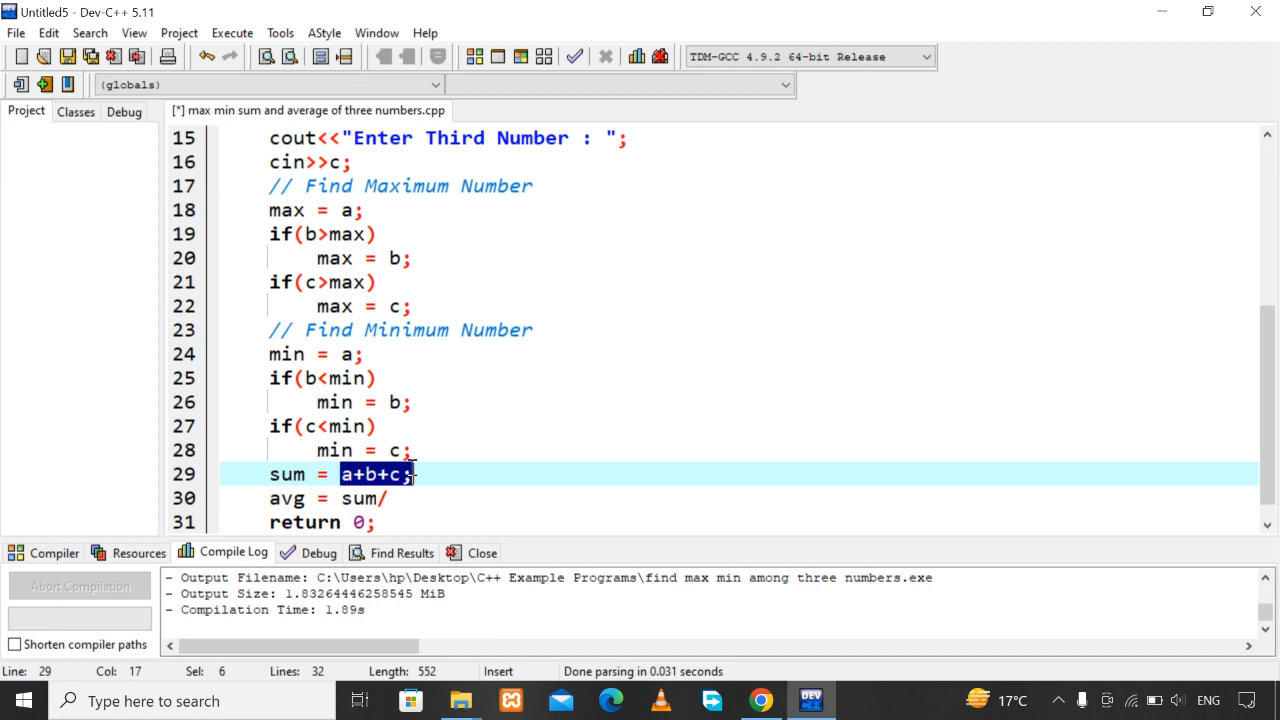 Untitled5 - Dev-C++ 5.11
File Edit Search View Project Execute Tools AStyle Window Help
TDM-GCC 4.9.2 64-bit Release
(globals)
Project Classes Debug [*] max min sum and average of three numbers.cpp
15 cout<<"Enter Third Number : ";
16 cin>>c;
17 // Find Maximum Number
18 max = a;
19 if(b>max)
20 max = b;
21 if(c>max)
22 max = c;
23 // Find Minimum Number
24 min = a;
25 if(b<min)
26 min = b;
27 if(c<min)
28 min = c;
29 sum = a+b+c;
30 avg = sum/
31 return 0;
Compiler Resources Compile Log Debug Find Results Close
Abort Compilation
Shorten compiler paths
- Output Filename: C:\Users\hp\Desktop\C++ Example Programs\find max min among three numbers.exe
- Output Size: 1.83264446258545 MiB
- Compilation Time: 1.89s
Line: 29 Col: 17 Sel: 6 Lines: 32 Length: 552 Insert Done parsing in 0.031 seconds
Type here to search DEV C++ 17°C ENG